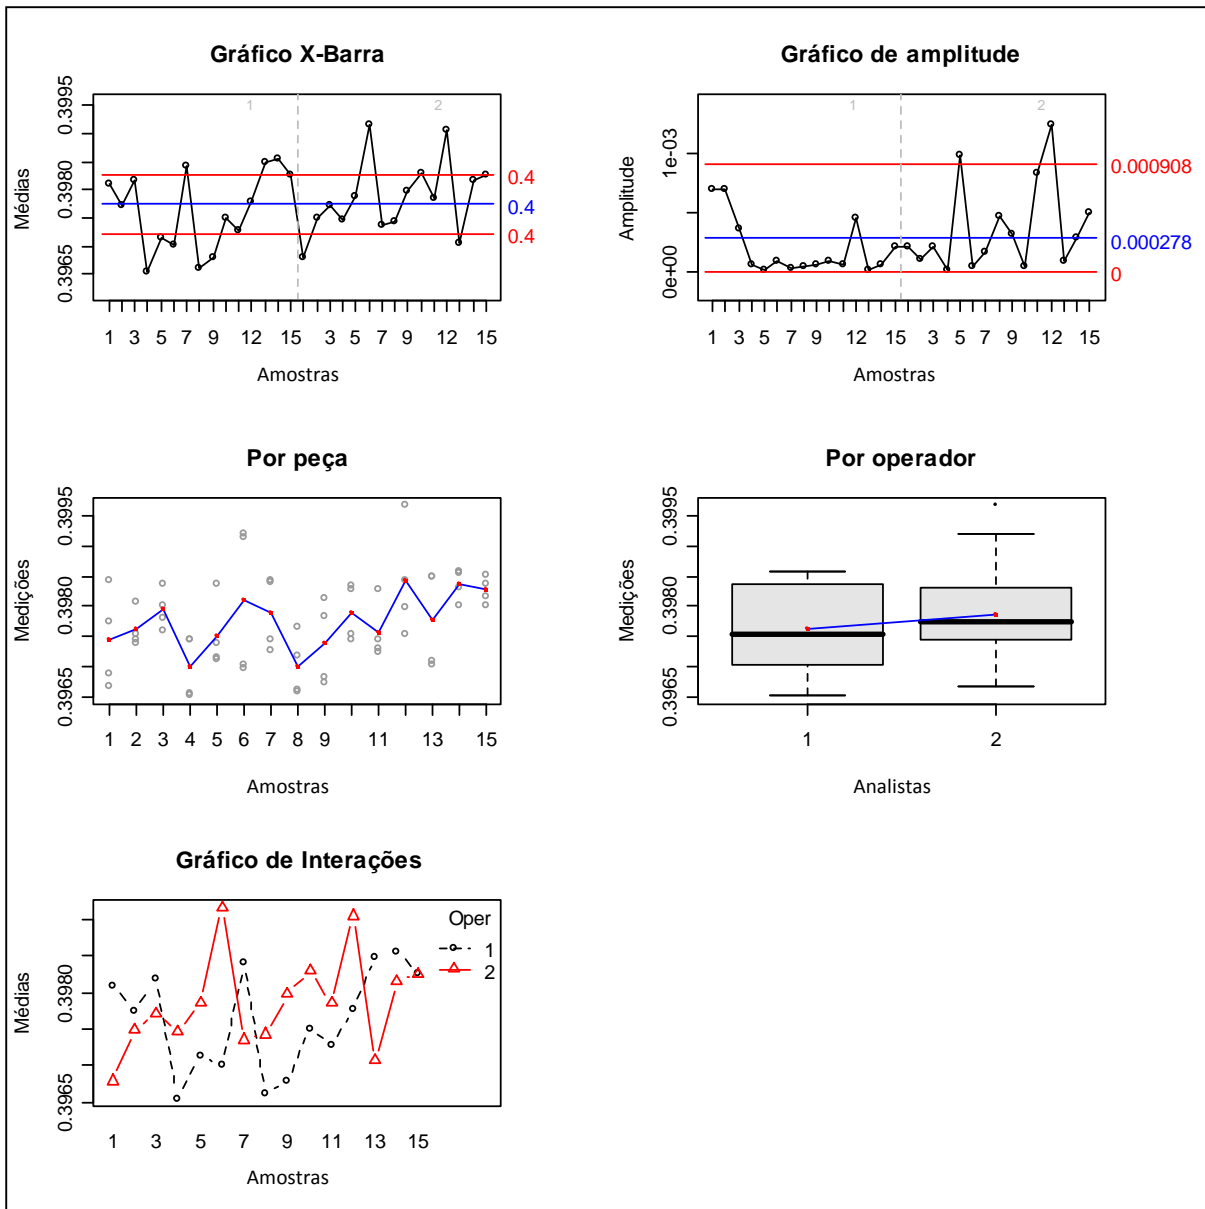 Gráfico X-Barra
Médias
0.3965 0.3980 0.3995
1 2
0.4
0.4
0.4
1 3 5 7 9 12 15 3 5 7 9 12 15
Amostras
Gráfico de amplitude
Amplitude
0e+00 1e-03
1 2
0.000908
0.000278
0
1 3 5 7 9 12 15 3 5 7 9 12 15
Amostras
Por peça
Medições
0.3965 0.3980 0.3995
1 2 3 4 5 6 7 8 9 11 13 15
Amostras
Por operador
Medições
0.3965 0.3980 0.3995
1 2
Analistas
Gráfico de Interações
Médias
0.3965 0.3980
Oper
1
2
1 3 5 7 9 11 13 15
Amostras